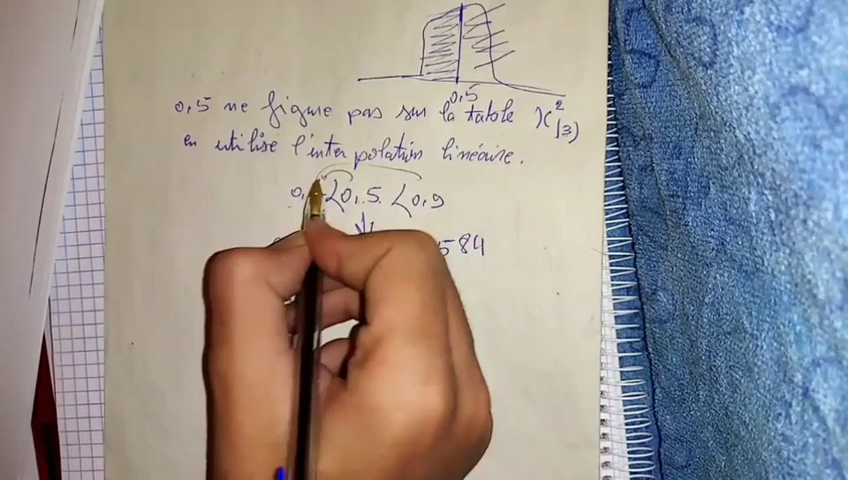 0,5
0,5 ne figure pas sur la table χ²(3)
on utilise l'interpolation linéaire.
<0,5 <0,9
584